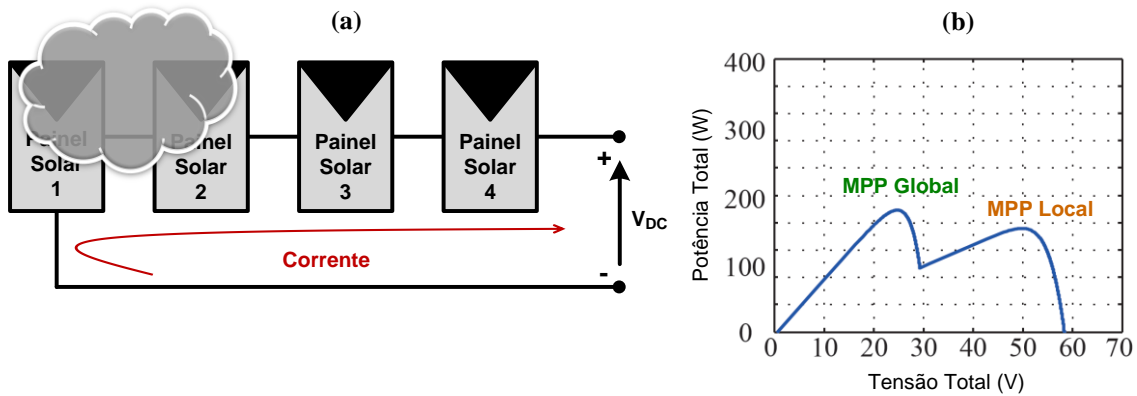 (a)
Painel
Solar
1
Painel
Solar
2
Painel
Solar
3
Painel
Solar
4
+
VDC
-
Corrente
(b)
Potência Total (W)
400
300
200
100
0
MPP Global
MPP Local
0 10 20 30 40 50 60 70
Tensão Total (V)